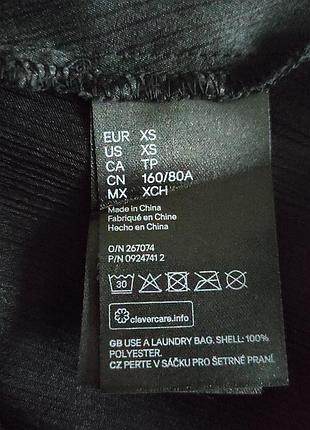 EUR XS
US XS
CA TP
CN 160/80A
MX XCH
Made in China
Fabriqué en Chine
Hecho en China
O/N 267074
P/N 0924741 2
30
clevercare.info
GB USE A LAUNDRY BAG. SHELL: 100%
POLYESTER.
CZ PERTE V SÁČKU PRO ŠETRNÉ PRANÍ.